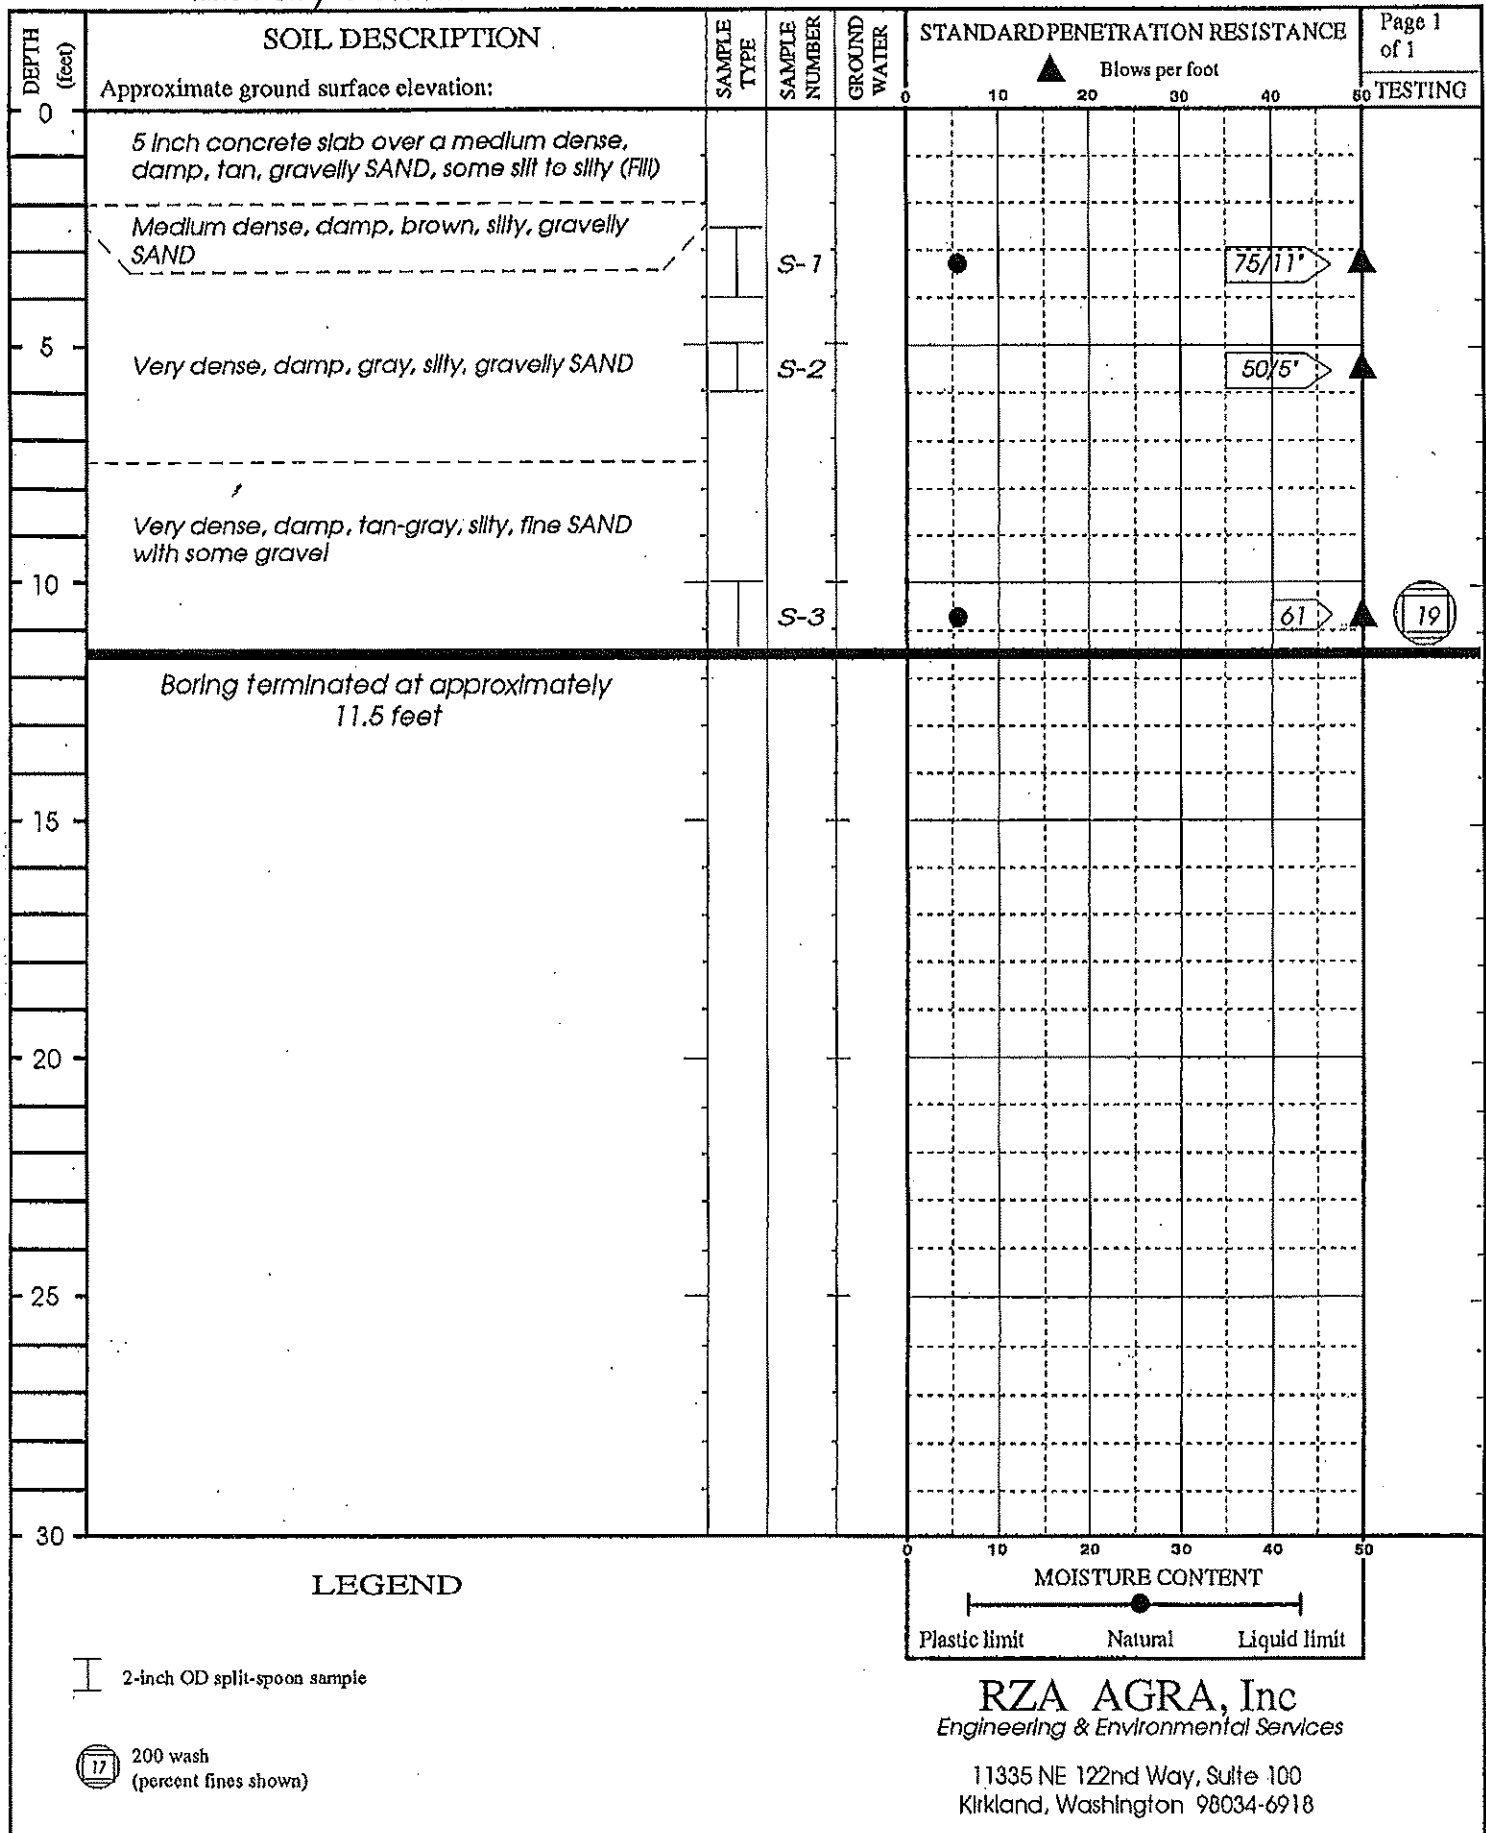 DEPTH
(feet)
SOIL DESCRIPTION
Approximate ground surface elevation:
SAMPLE
TYPE
SAMPLE
NUMBER
GROUND
WATER
STANDARD PENETRATION RESISTANCE
Blows per foot
0 10 20 30 40 60
Page 1
of 1
TESTING
0
5 inch concrete slab over a medium dense,
damp, tan, gravelly SAND, some silt to silty (Fill)
Medium dense, damp, brown, silty, gravelly
SAND
S-1
75/11"
5
Very dense, damp, gray, silty, gravelly SAND
S-2
50/5"
Very dense, damp, tan-gray, silty, fine SAND
with some gravel
10
S-3
61
19
Boring terminated at approximately
11.5 feet
15
20
25
30
0 10 20 30 40 50
MOISTURE CONTENT
Plastic limit Natural Liquid limit
LEGEND
2-inch OD split-spoon sample
17
200 wash
(percent fines shown)
RZA AGRA, Inc
Engineering & Environmental Services
11335 NE 122nd Way, Suite 100
Kirkland, Washington 98034-6918